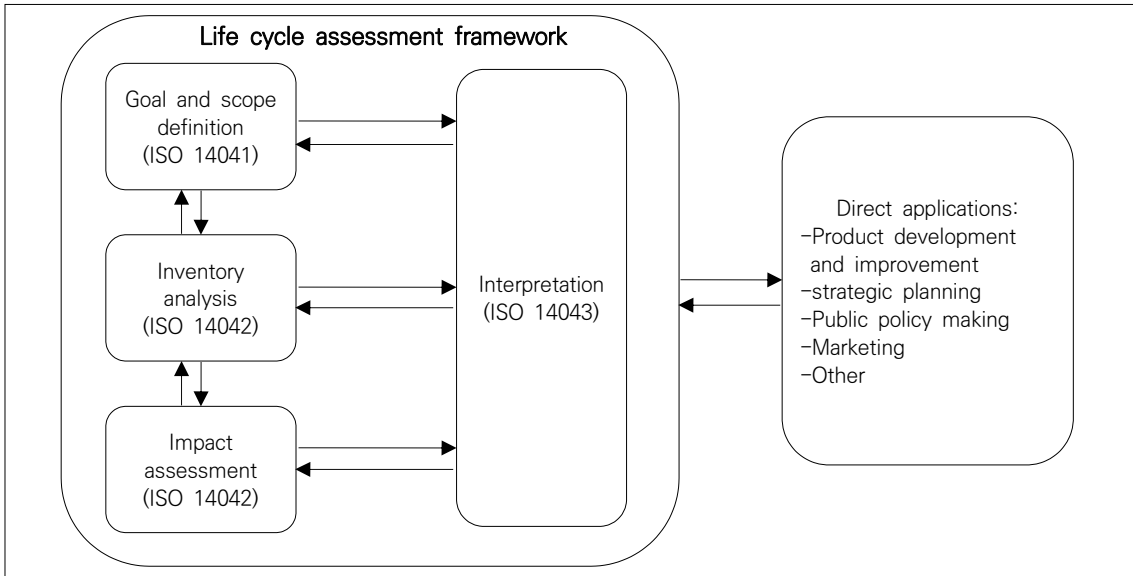 Life cycle assessment framework
Goal and scope
definition
(ISO 14041)
Inventory
analysis
(ISO 14042)
Impact
assessment
(ISO 14042)
Interpretation
(ISO 14043)
Direct applications:
-Product development
and improvement
-strategic planning
-Public policy making
-Marketing
-Other